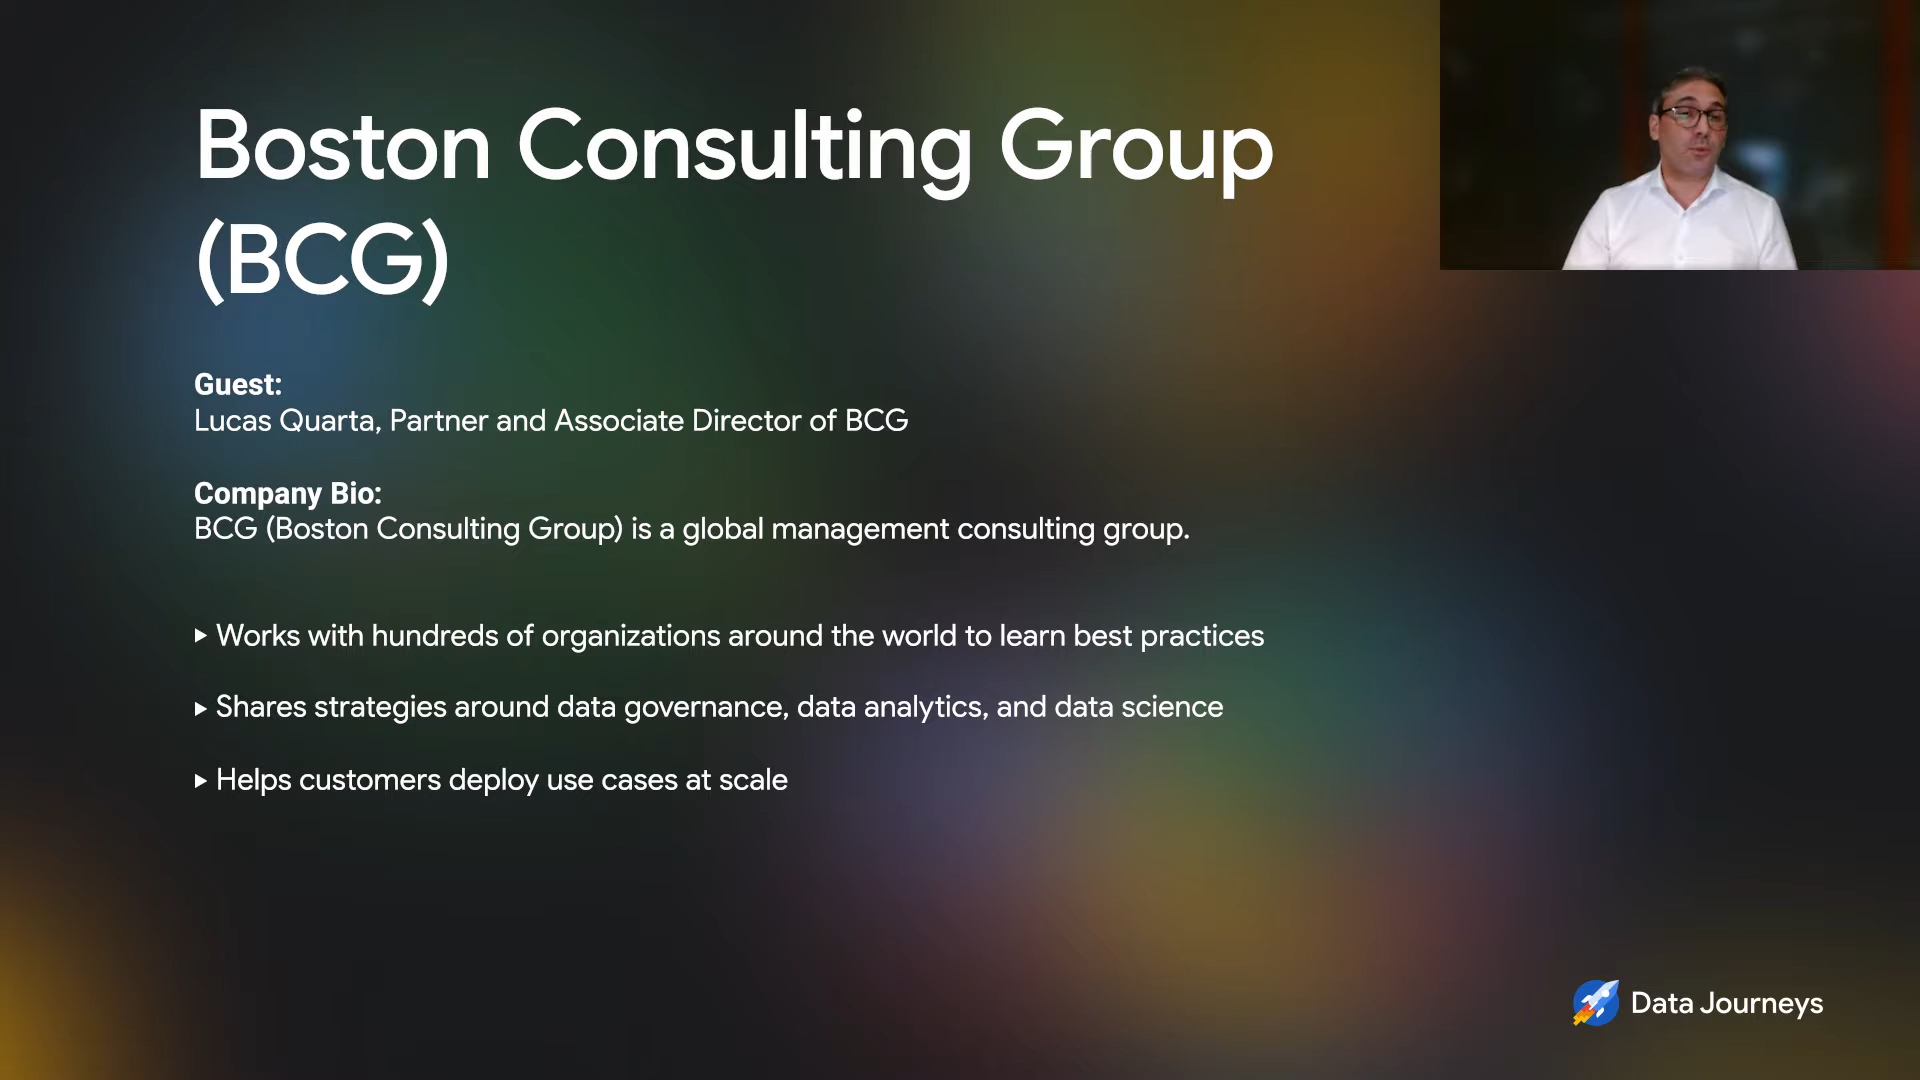 Boston Consulting Group
(BCG)
Guest:
Lucas Quarta, Partner and Associate Director of BCG
Company Bio:
BCG (Boston Consulting Group) is a global management consulting group.
▸ Works with hundreds of organizations around the world to learn best practices
▸ Shares strategies around data governance, data analytics, and data science
▸ Helps customers deploy use cases at scale
Data Journeys